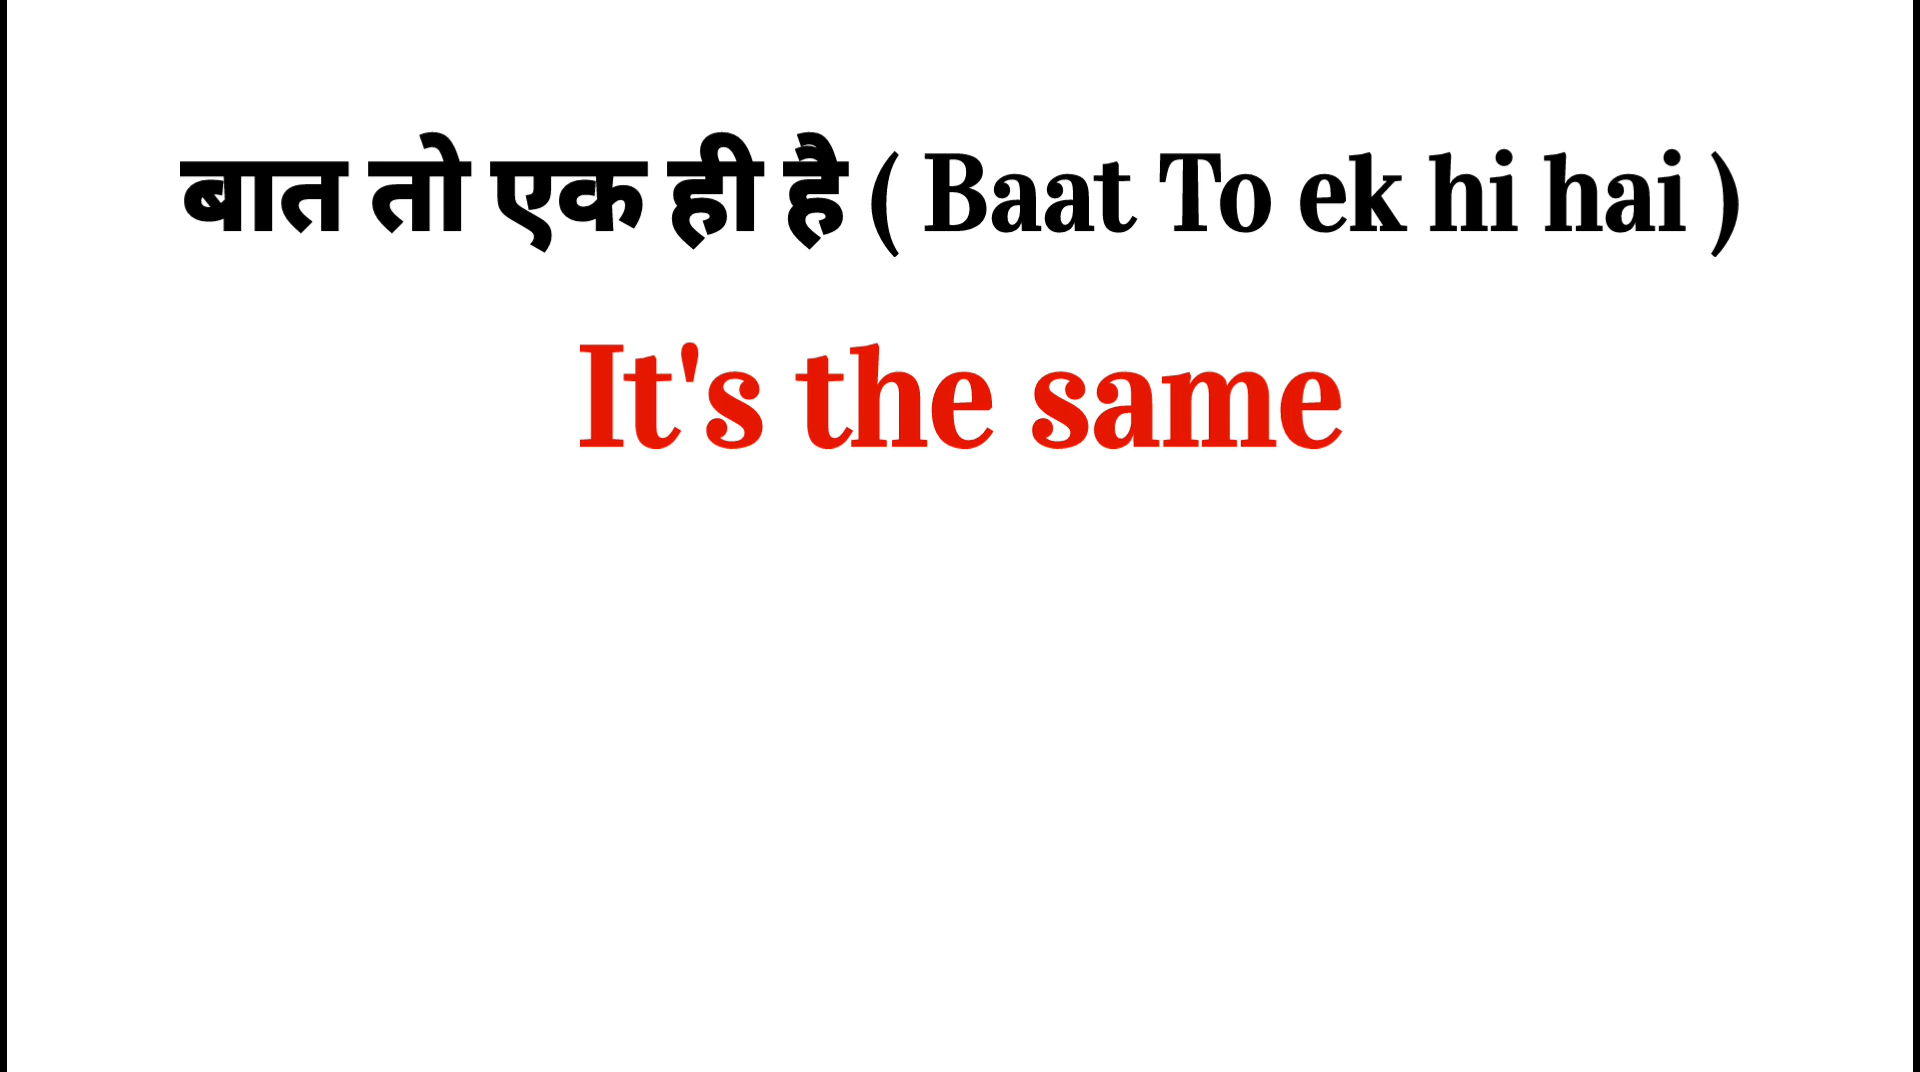 बात तो एक ही है ( Baat To ek hi hai )
It's the same